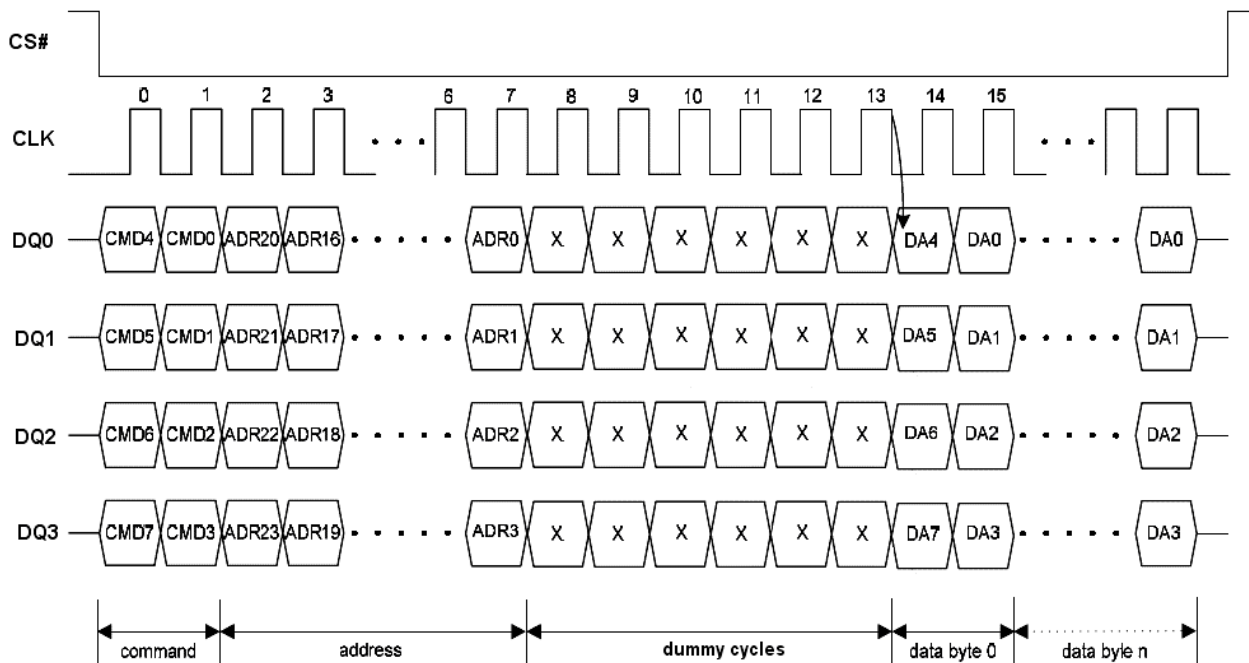 CS#
0 1 2 3 6 7 8 9 10 11 12 13 14 15
CLK
DQ0 CMD4 CMD0 ADR20 ADR16 ADR0 X X X X X X DA4 DA0 DA0
DQ1 CMD5 CMD1 ADR21 ADR17 ADR1 X X X X X X DA5 DA1 DA1
DQ2 CMD6 CMD2 ADR22 ADR18 ADR2 X X X X X X DA6 DA2 DA2
DQ3 CMD7 CMD3 ADR23 ADR19 ADR3 X X X X X X DA7 DA3 DA3
command address dummy cycles data byte 0 data byte n